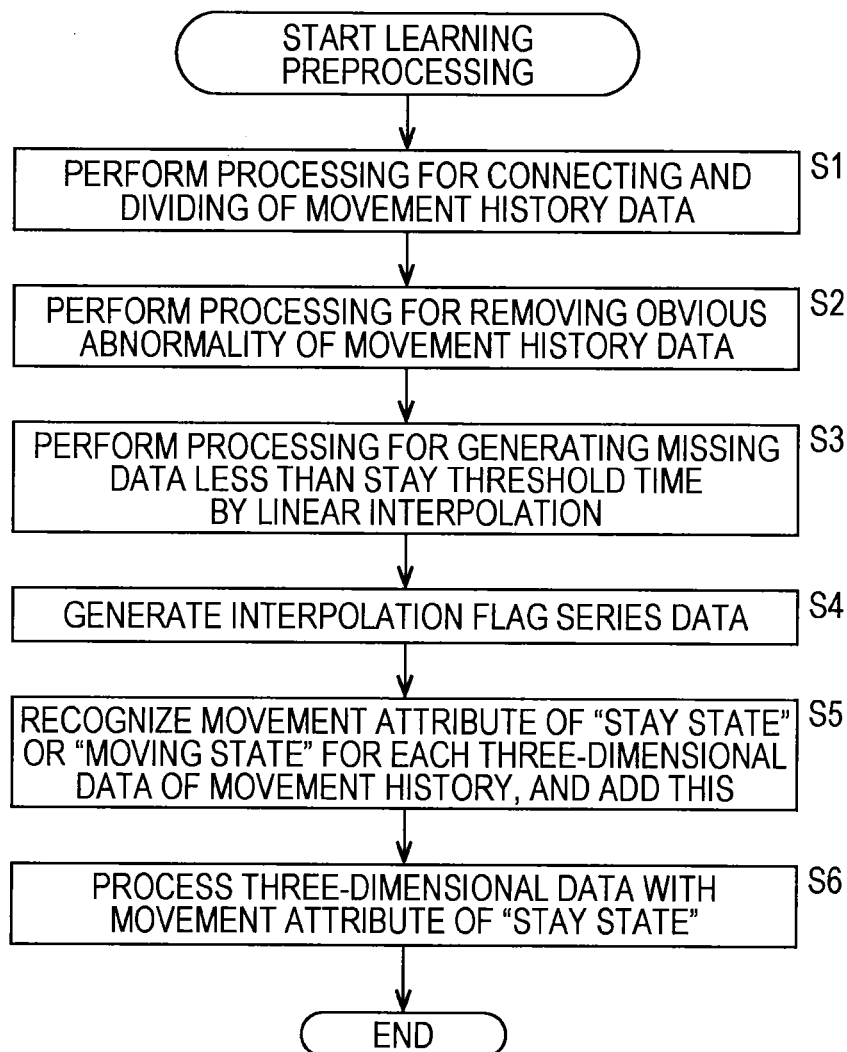 START LEARNING
PREPROCESSING
S1
PERFORM PROCESSING FOR CONNECTING AND
DIVIDING OF MOVEMENT HISTORY DATA
S2
PERFORM PROCESSING FOR REMOVING OBVIOUS
ABNORMALITY OF MOVEMENT HISTORY DATA
S3
PERFORM PROCESSING FOR GENERATING MISSING
DATA LESS THAN STAY THRESHOLD TIME
BY LINEAR INTERPOLATION
S4
GENERATE INTERPOLATION FLAG SERIES DATA
S5
RECOGNIZE MOVEMENT ATTRIBUTE OF “STAY STATE”
OR “MOVING STATE” FOR EACH THREE-DIMENSIONAL
DATA OF MOVEMENT HISTORY, AND ADD THIS
S6
PROCESS THREE-DIMENSIONAL DATA WITH
MOVEMENT ATTRIBUTE OF “STAY STATE”
END